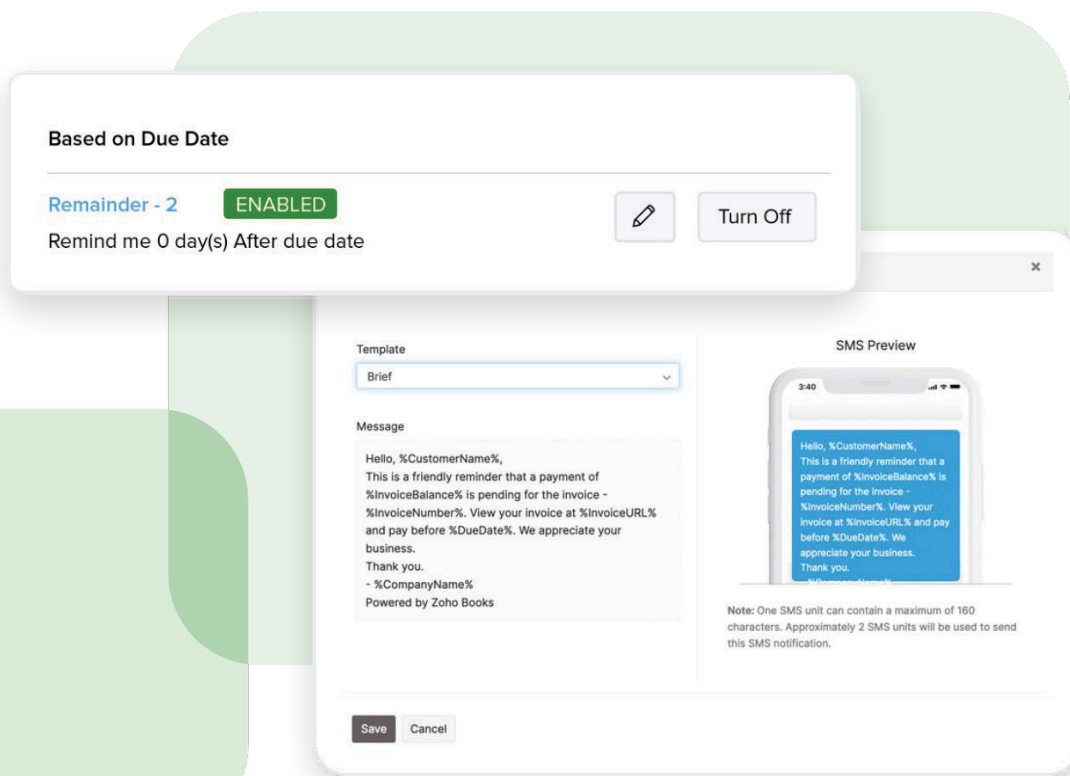 Based on Due Date
Remainder - 2 ENABLED
Remind me 0 day(s) After due date
Turn Off
Template
Brief
Message
Hello, %CustomerName%,
This is a friendly reminder that a payment of
%InvoiceBalance% is pending for the invoice -
%InvoiceNumber%. View your invoice at %InvoiceURL%
and pay before %DueDate%. We appreciate your
business.
Thank you.
- %CompanyName%
Powered by Zoho Books
SMS Preview
3:40
Hello, %CustomerName%,
This is a friendly reminder that a
payment of %InvoiceBalance% is
pending for the invoice -
%InvoiceNumber%. View your
invoice at %InvoiceURL% and pay
before %DueDate%. We
appreciate your business.
Thank you.
- %CompanyName%
Note: One SMS unit can contain a maximum of 160
characters. Approximately 2 SMS units will be used to send
this SMS notification.
Save Cancel